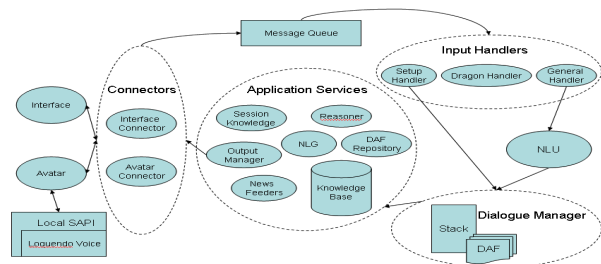 Message Queue
Input Handlers
Setup
Handler
Dragon Handler
General
Handler
Connectors
Interface
Connector
Avatar
Connector
Application Services
Session
Knowledge
Reasoner
Output
Manager
NLG
DAF
Repository
News
Feeders
Knowledge
Base
Interface
Avatar
Local SAPI
Loquendo Voice
NLU
Dialogue Manager
Stack
DAF